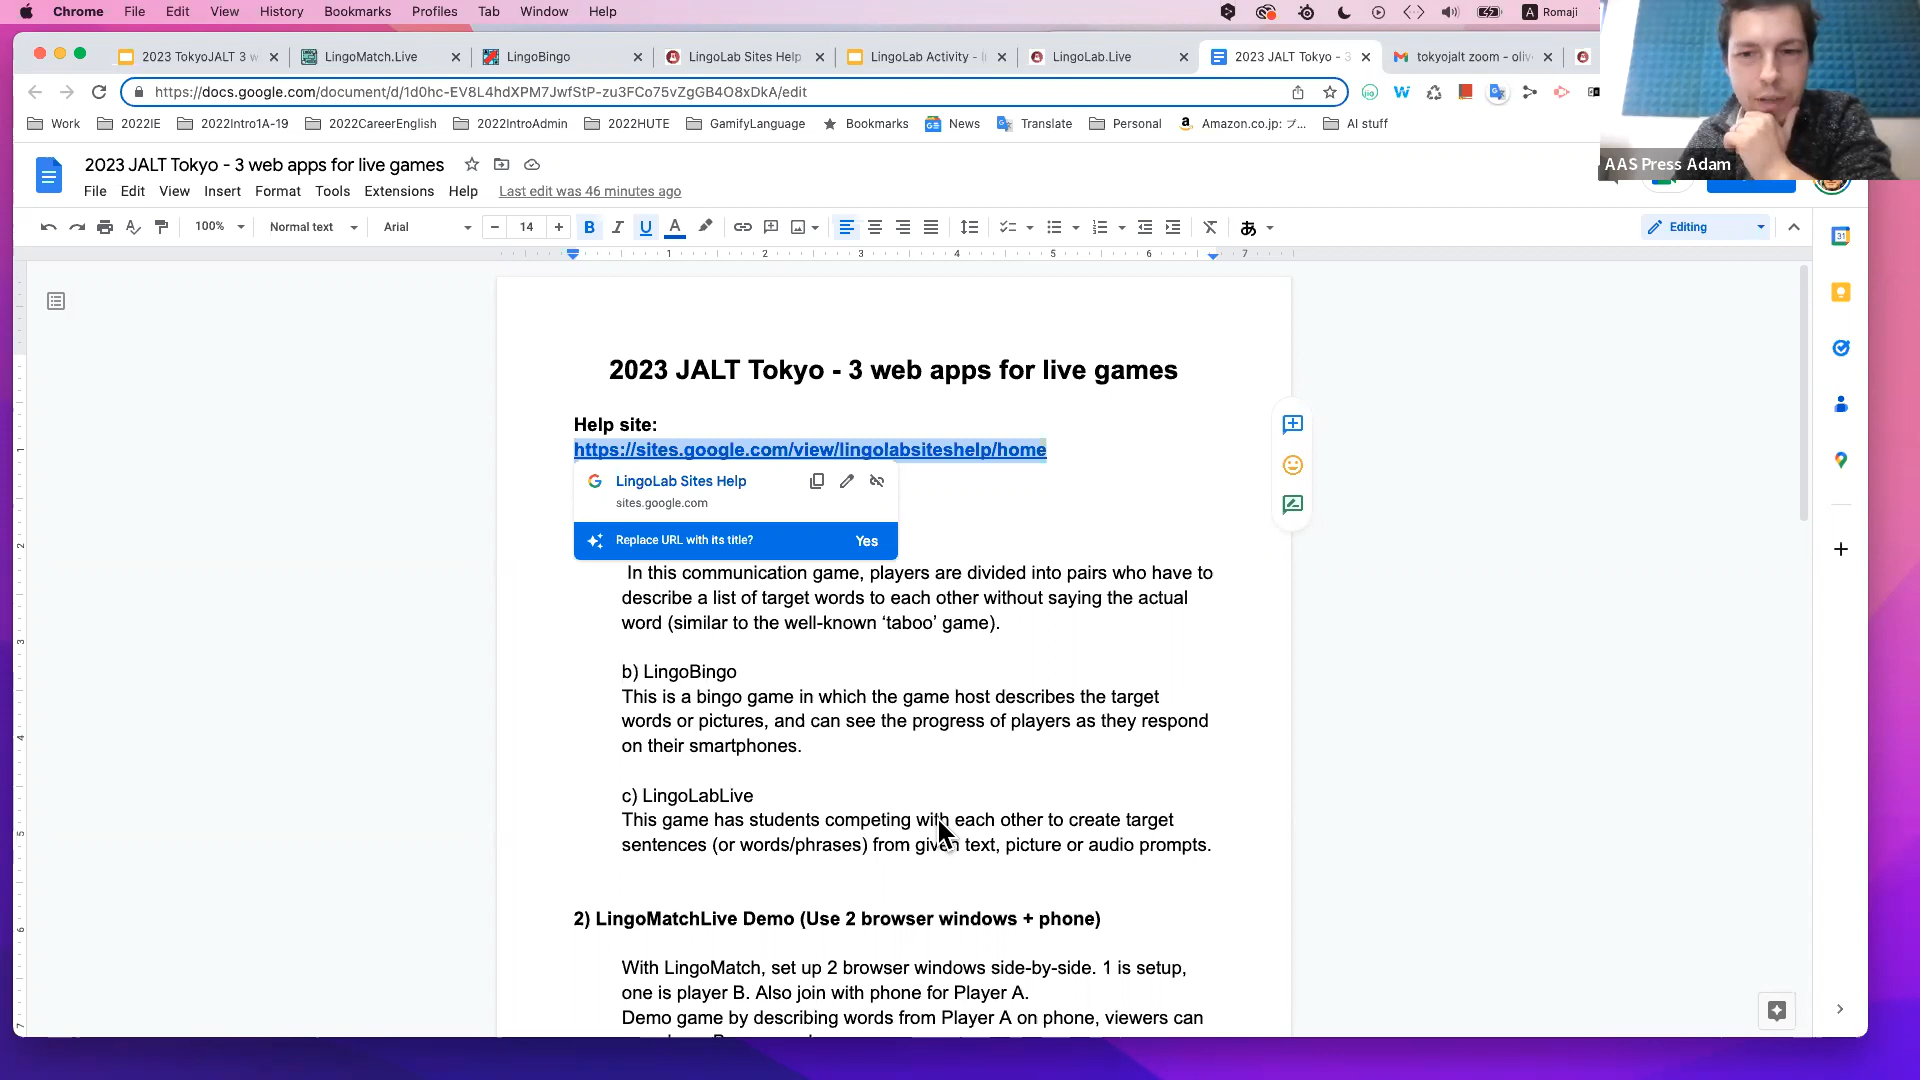 Chrome File Edit View History Bookmarks Profiles Tab Window Help A Romaji
2023 TokyoJALT 3 w LingoMatch.Live LingoBingo LingoLab Sites Help LingoLab Activity - LingoLab.Live 2023 JALT Tokyo - 3 tokyojalt zoom - oliv
https://docs.google.com/document/d/1d0hc-EV8L4hdXPM7JwfStP-zu3FCo75vZgGB4O8xDkA/edit
Work 2022IE 2022Intro1A-19 2022CareerEnglish 2022IntroAdmin 2022HUTE GamifyLanguage Bookmarks News Translate Personal Amazon.co.jp: プ... AI stuff
AAS Press Adam
2023 JALT Tokyo - 3 web apps for live games
File Edit View Insert Format Tools Extensions Help Last edit was 46 minutes ago
100% Normal text Arial 14 B I U A あ Editing
1 2 3 4 5 6 7
2023 JALT Tokyo - 3 web apps for live games
Help site:
https://sites.google.com/view/lingolabsiteshelp/home
LingoLab Sites Help
sites.google.com
Replace URL with its title? Yes
In this communication game, players are divided into pairs who have to
describe a list of target words to each other without saying the actual
word (similar to the well-known ‘taboo’ game).
b) LingoBingo
This is a bingo game in which the game host describes the target
words or pictures, and can see the progress of players as they respond
on their smartphones.
c) LingoLabLive
This game has students competing with each other to create target
sentences (or words/phrases) from given text, picture or audio prompts.
2) LingoMatchLive Demo (Use 2 browser windows + phone)
With LingoMatch, set up 2 browser windows side-by-side. 1 is setup,
one is player B. Also join with phone for Player A.
Demo game by describing words from Player A on phone, viewers can